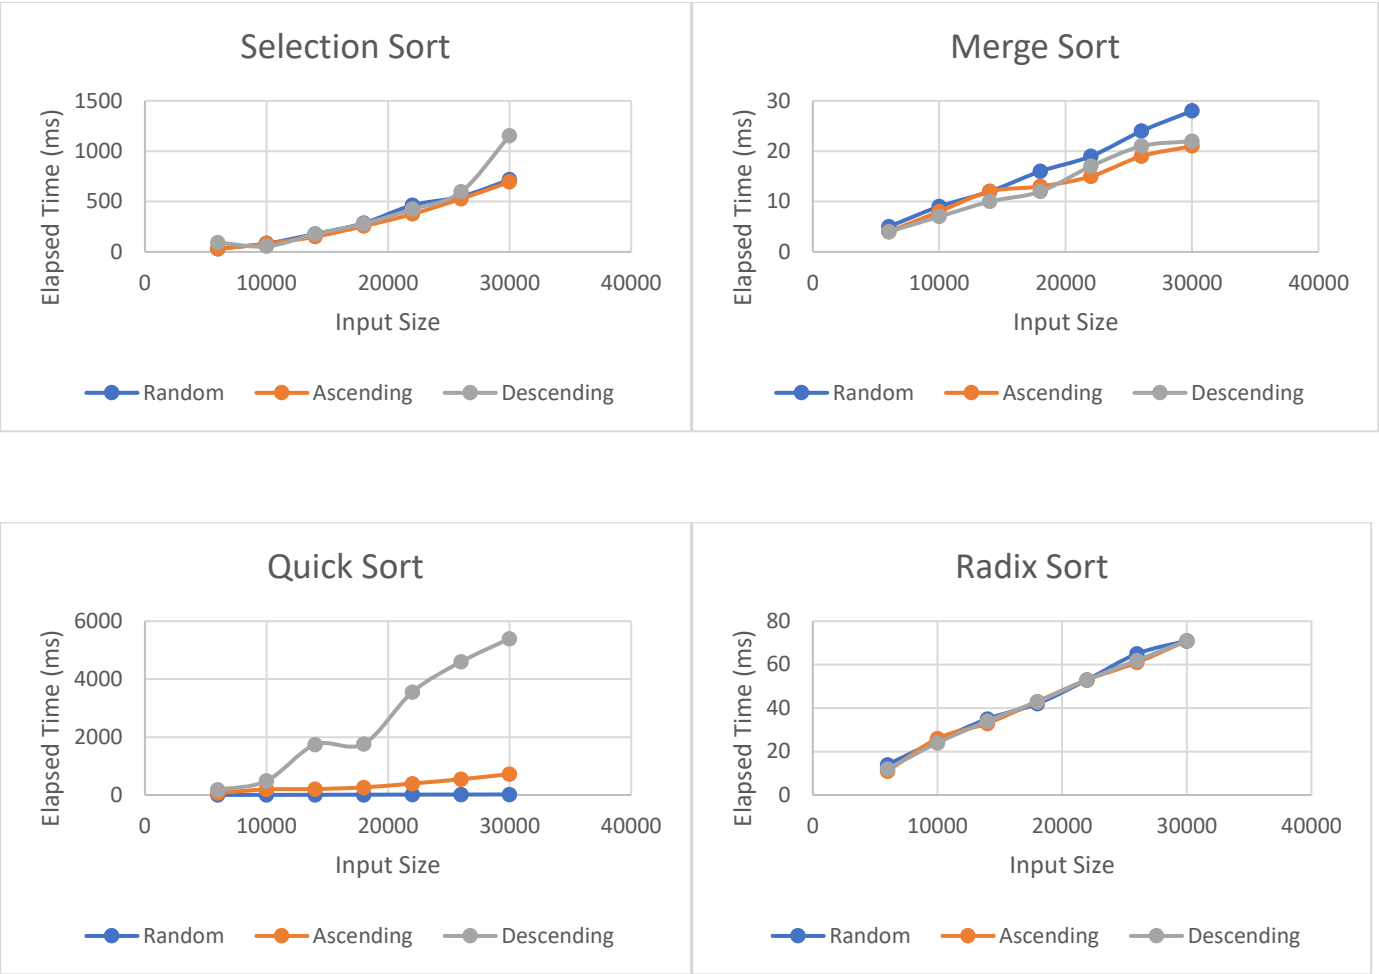 Selection Sort
1500
1000
500
0
0 10000 20000 30000 40000
Elapsed Time (ms)
Input Size
Random Ascending Descending
Merge Sort
30
20
10
0
0 10000 20000 30000 40000
Elapsed Time (ms)
Input Size
Random Ascending Descending
Quick Sort
6000
4000
2000
0
0 10000 20000 30000 40000
Elapsed Time (ms)
Input Size
Random Ascending Descending
Radix Sort
80
60
40
20
0
0 10000 20000 30000 40000
Elapsed Time (ms)
Input Size
Random Ascending Descending